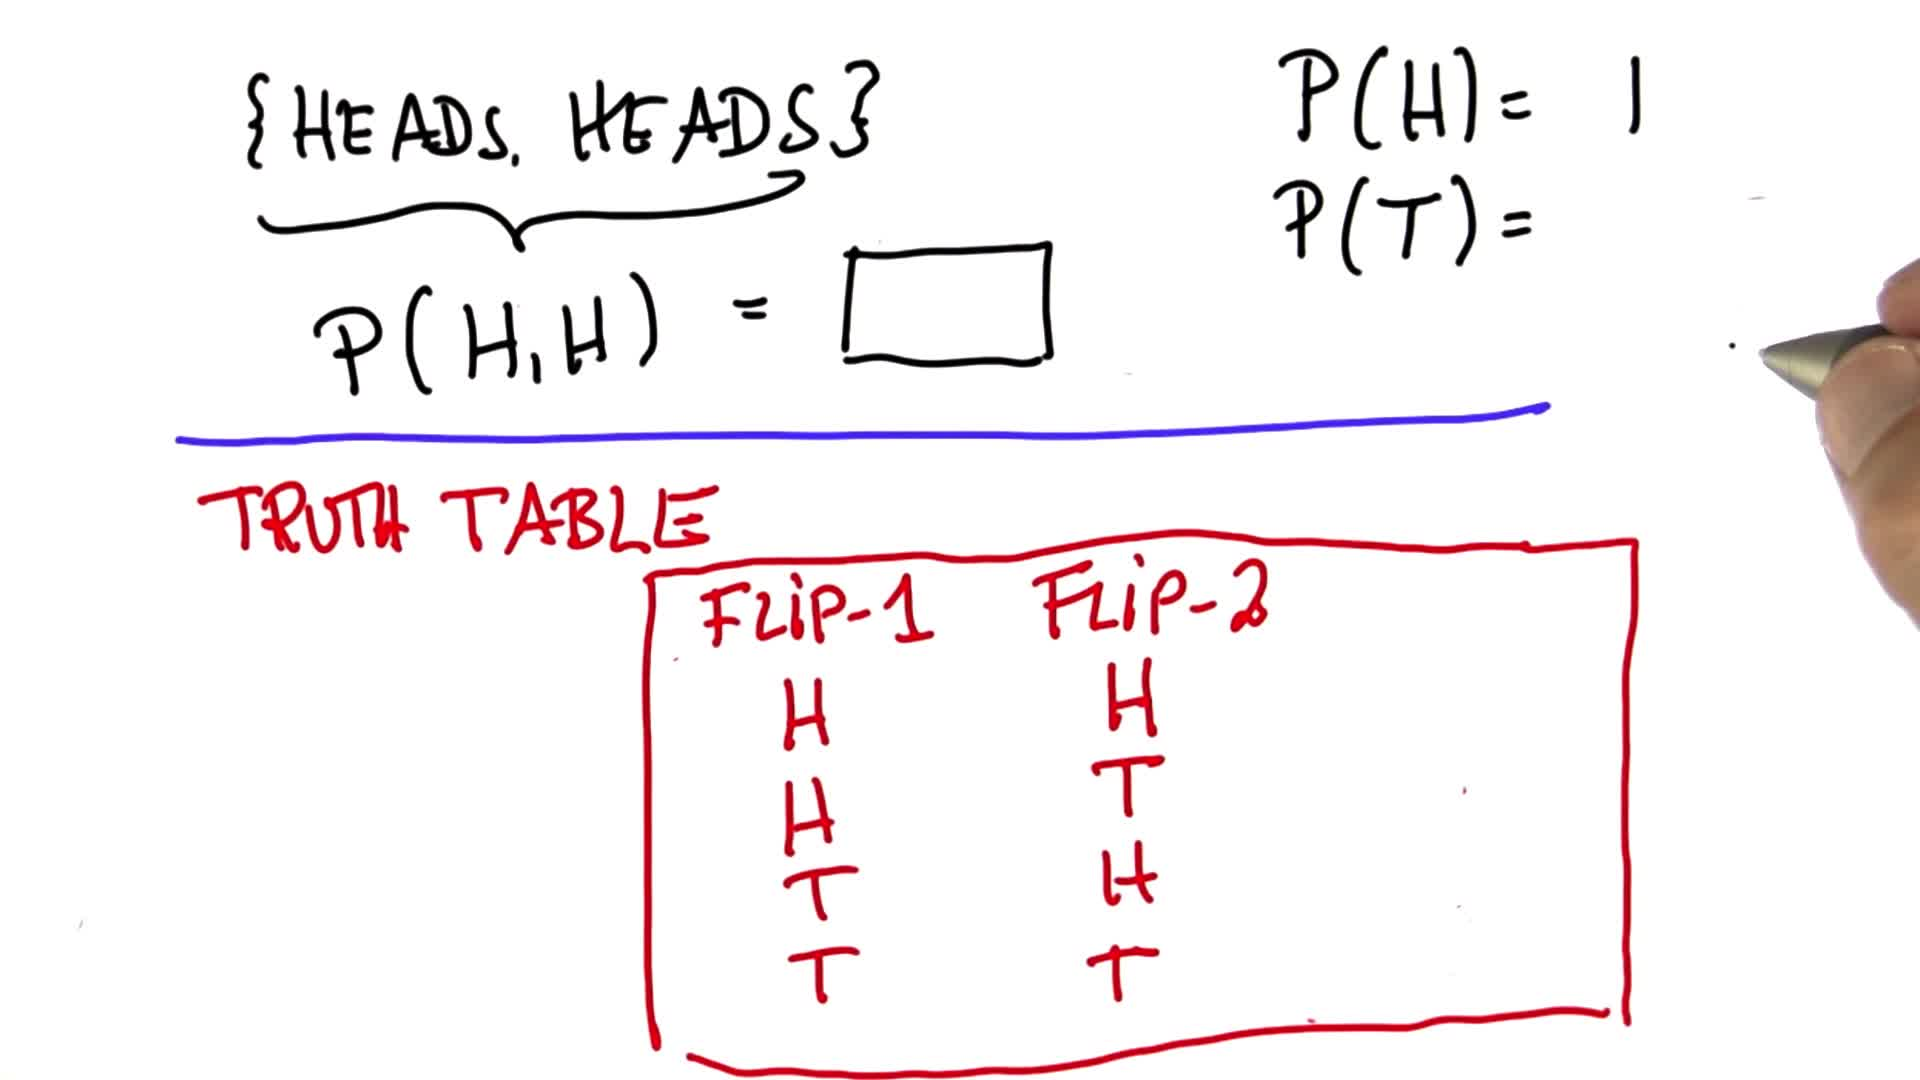 {HEADS, HEADS}
P(H) = 1
P(T) =
P(H,H) =
TRUTH TABLE
FLiP-1 FLiP-2
H H
H T
T H
T T